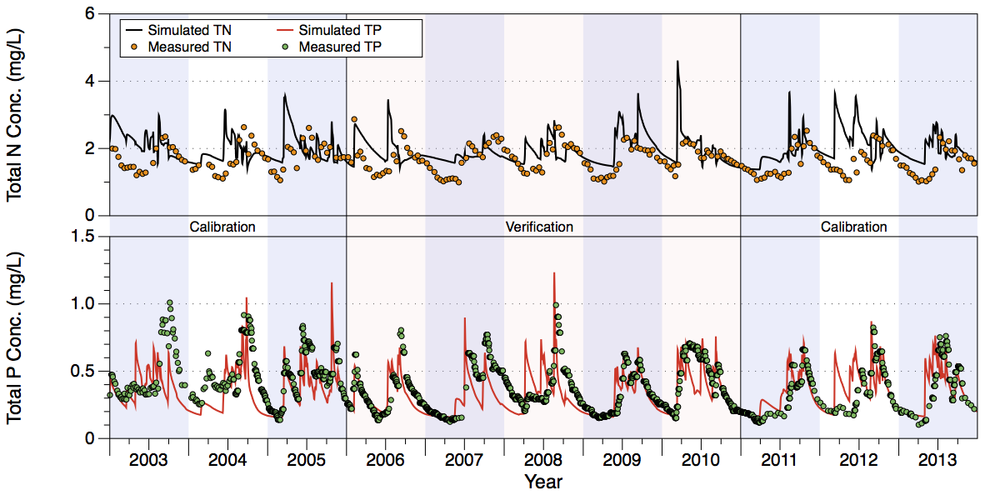 Total N Conc. (mg/L)
6
4
2
0
Simulated TN
Simulated TP
Measured TN
Measured TP
Calibration
Verification
Calibration
Total P Conc. (mg/L)
1.5
1.0
0.5
0
2003 2004 2005 2006 2007 2008 2009 2010 2011 2012 2013
Year